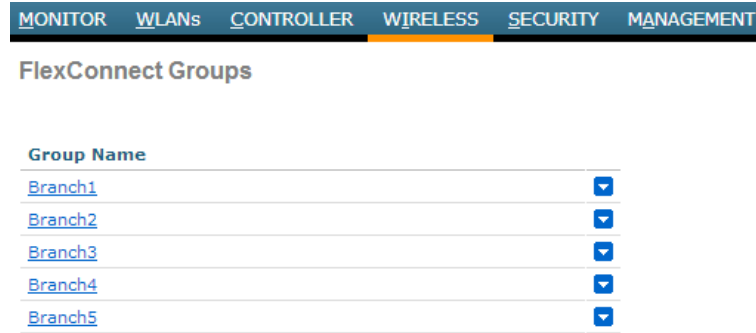 MONITOR WLANs CONTROLLER WIRELESS SECURITY MANAGEMENT
FlexConnect Groups
Group Name
Branch1
Branch2
Branch3
Branch4
Branch5